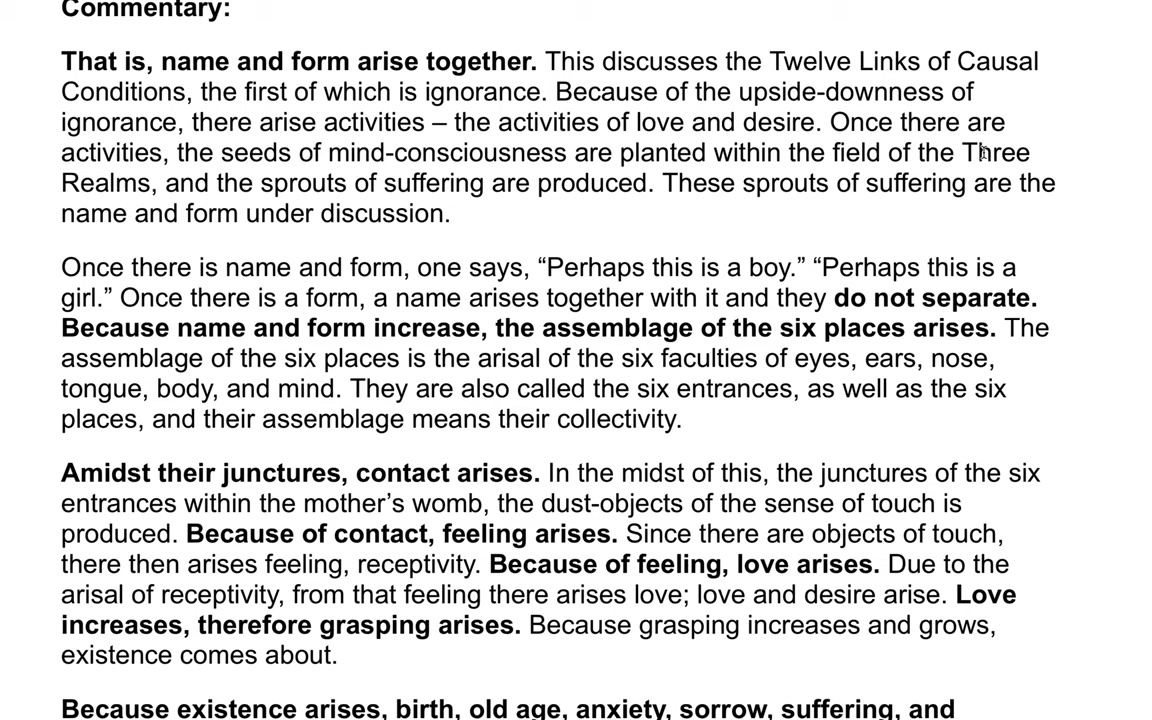 Commentary:
That is, name and form arise together. This discusses the Twelve Links of Causal
Conditions, the first of which is ignorance. Because of the upside-downness of
ignorance, there arise activities – the activities of love and desire. Once there are
activities, the seeds of mind-consciousness are planted within the field of the Three
Realms, and the sprouts of suffering are produced. These sprouts of suffering are the
name and form under discussion.
Once there is name and form, one says, “Perhaps this is a boy.” “Perhaps this is a
girl.” Once there is a form, a name arises together with it and they do not separate.
Because name and form increase, the assemblage of the six places arises. The
assemblage of the six places is the arisal of the six faculties of eyes, ears, nose,
tongue, body, and mind. They are also called the six entrances, as well as the six
places, and their assemblage means their collectivity.
Amidst their junctures, contact arises. In the midst of this, the junctures of the six
entrances within the mother’s womb, the dust-objects of the sense of touch is
produced. Because of contact, feeling arises. Since there are objects of touch,
there then arises feeling, receptivity. Because of feeling, love arises. Due to the
arisal of receptivity, from that feeling there arises love; love and desire arise. Love
increases, therefore grasping arises. Because grasping increases and grows,
existence comes about.
Because existence arises, birth, old age, anxiety, sorrow, suffering, and